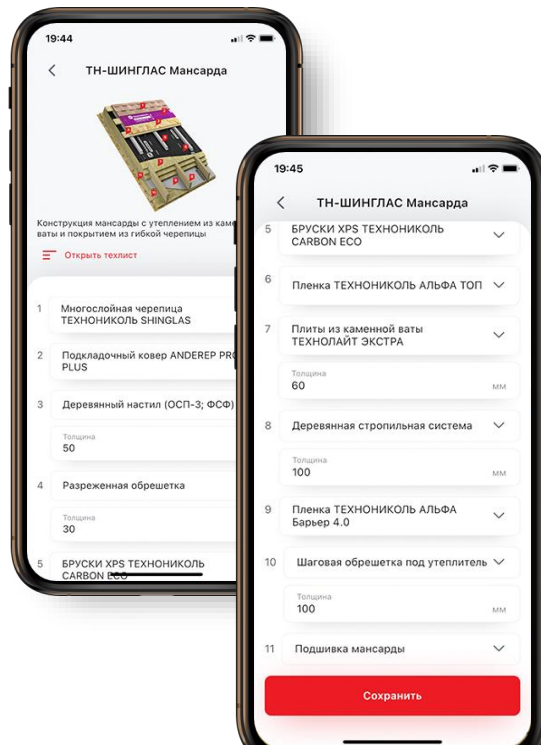 19:44
ТН-ШИНГЛАС Мансарда
Конструкция мансарды с утеплением из
ваты и покрытием из гибкой черепицы
Открыть техлист
1 Многослойная черепица
ТЕХНОНИКОЛЬ SHINGLAS
2 Подкладочный ковер ANDEREP
PLUS
3 Деревянный настил (ОСП-3; ФСФ)
Толщина
50
4 Разреженная обрешетка
Толщина
30
5 БРУСКИ XPS ТЕХНОНИКОЛЬ
CARBON ECO
19:45
ТН-ШИНГЛАС Мансарда
5 БРУСКИ XPS ТЕХНОНИКОЛЬ
CARBON ECO
6 Пленка ТЕХНОНИКОЛЬ АЛЬФА ТОП
7 Плиты из каменной ваты
ТЕХНОЛАЙТ ЭКСТРА
Толщина
60 мм
8 Деревянная стропильная система
Толщина
100 мм
9 Пленка ТЕХНОНИКОЛЬ АЛЬФА
Барьер 4.0
10 Шаговая обрешетка под утеплитель
Толщина
100 мм
11 Подшивка мансарды
Сохранить